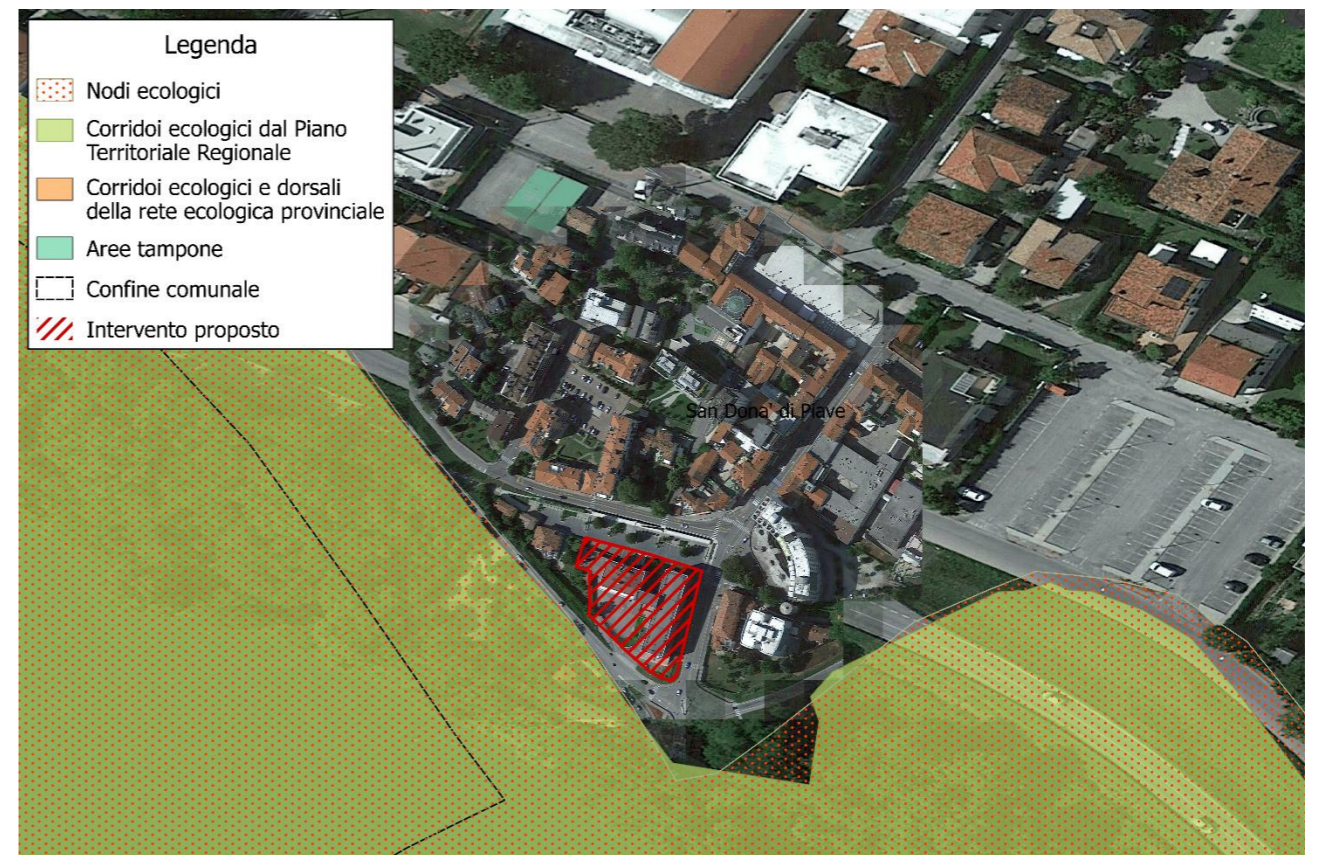 Legenda
Nodi ecologici
Corridoi ecologici dal Piano
Territoriale Regionale
Corridoi ecologici e dorsali
della rete ecologica provinciale
Aree tampone
Confine comunale
Intervento proposto
San Dona' di Piave